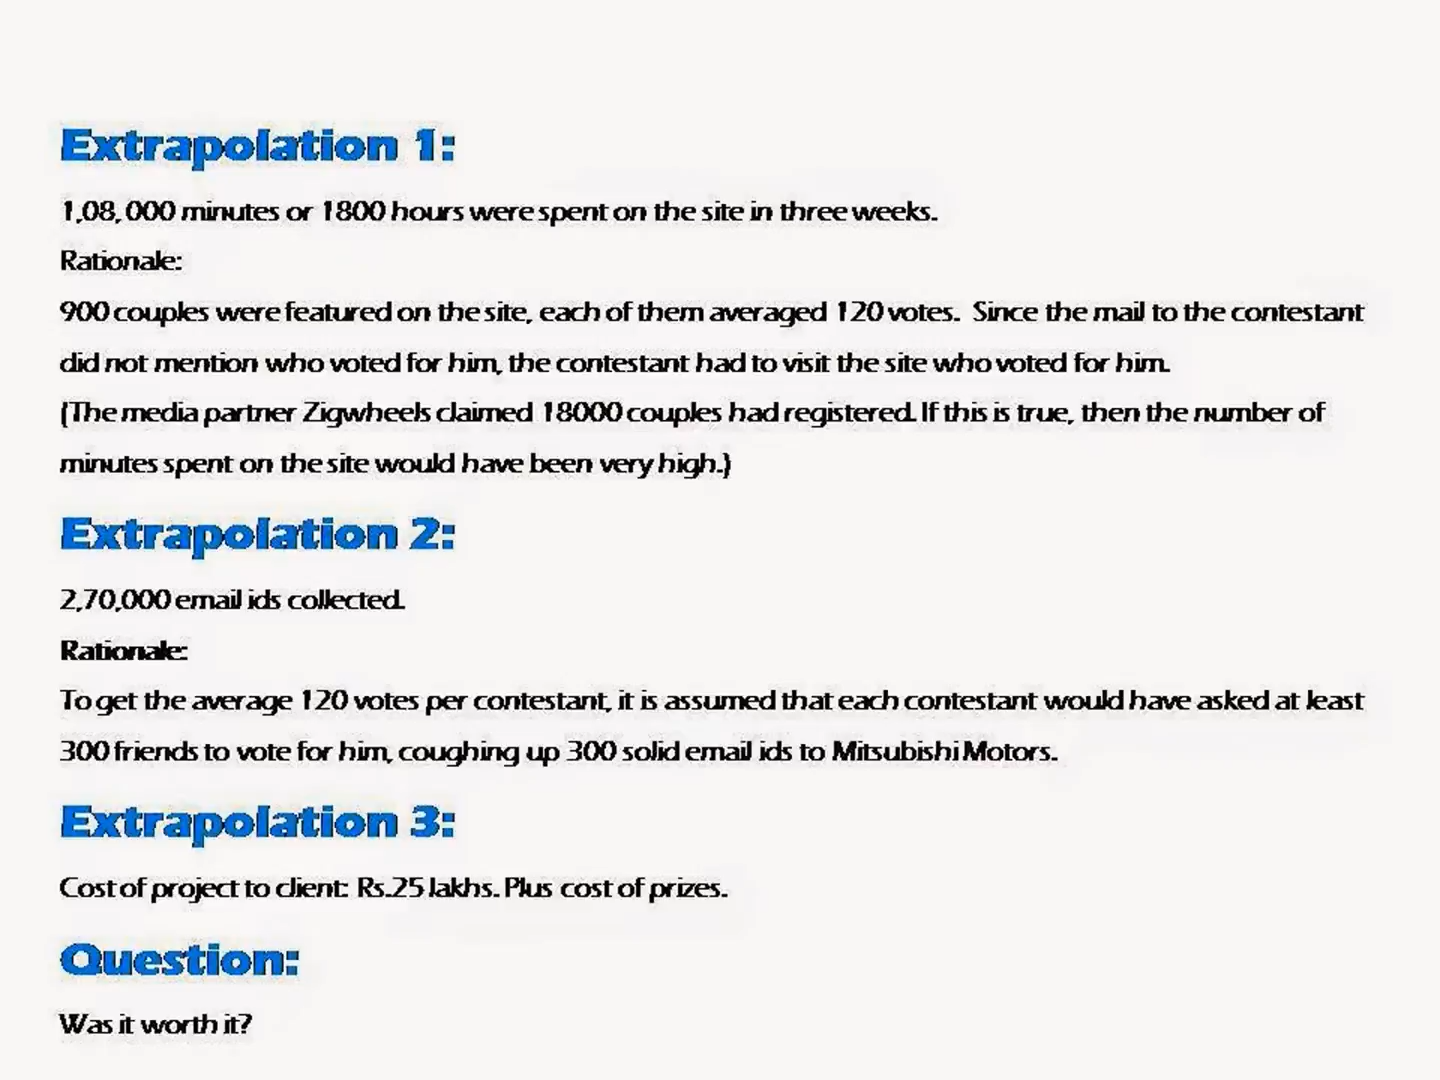 Extrapolation 1:
1,08,000 minutes or 1800 hours were spent on the site in three weeks.
Rationale:
900 couples were featured on the site, each of them averaged 120 votes. Since the mail to the contestant
did not mention who voted for him, the contestant had to visit the site who voted for him.
(The media partner Zigwheels claimed 18000 couples had registered. If this is true, then the number of
minutes spent on the site would have been very high.)
Extrapolation 2:
2,70,000 email ids collected.
Rationale:
To get the average 120 votes per contestant, it is assumed that each contestant would have asked at least
300 friends to vote for him, coughing up 300 solid email ids to Mitsubishi Motors.
Extrapolation 3:
Cost of project to client: Rs.25 lakhs. Plus cost of prizes.
Question:
Was it worth it?